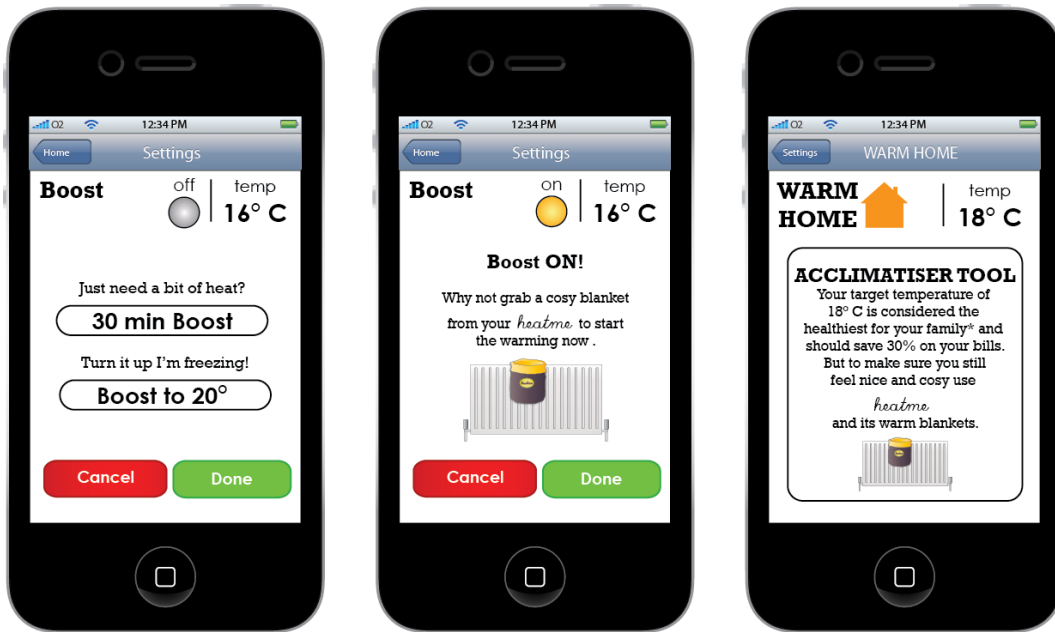 O2 12:34 PM
Home Settings
Boost off temp
16° C
Just need a bit of heat?
30 min Boost
Turn it up I'm freezing!
Boost to 20°
Cancel Done
O2 12:34 PM
Home Settings
Boost on temp
16° C
Boost ON!
Why not grab a cosy blanket
from your heatme to start
the warming now .
Cancel Done
O2 12:34 PM
Settings WARM HOME
WARM temp
HOME 18° C
ACCLIMATISER TOOL
Your target temperature of
18° C is considered the
healthiest for your family* and
should save 30% on your bills.
But to make sure you still
feel nice and cosy use
heatme
and its warm blankets.